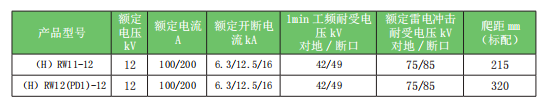 产品型号 额定电压 kV 额定电流 A 额定开断电流 kA 1min 工频耐受电压 kV 对地/断口 额定雷电冲击耐受电压 kV 对地/断口 爬距 mm (标配)
(H) RW11-12 12 100/200 6.3/12.5/16 42/49 75/85 215
(H) RW12(PD1)-12 12 100/200 6.3/12.5/16 42/49 75/85 320